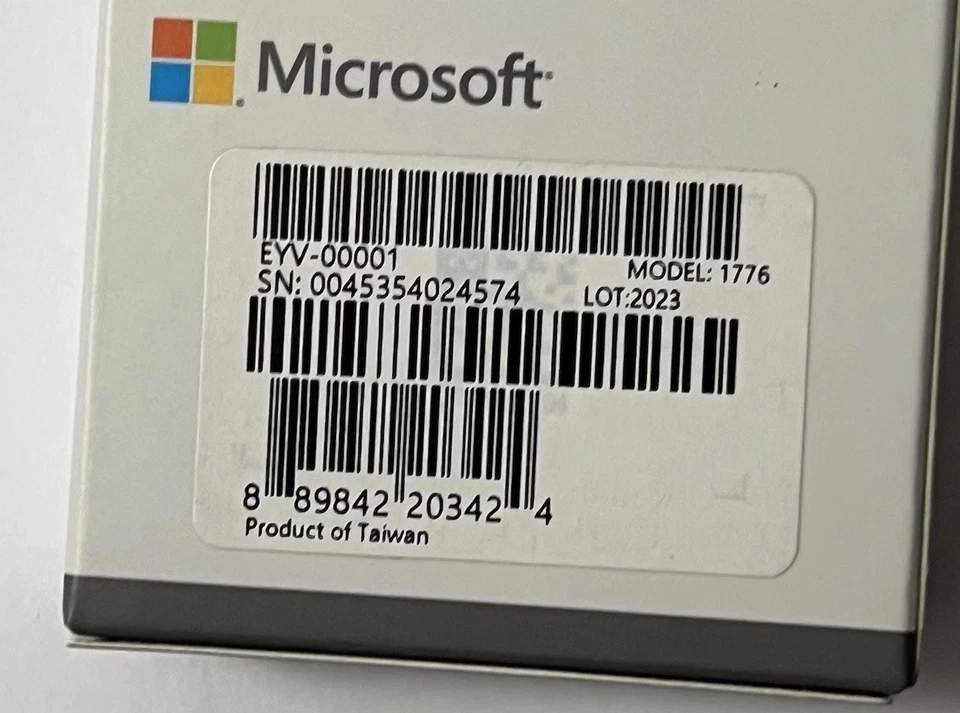 Microsoft
EYV-00001
MODEL: 1776
SN: 0045354024574
LOT:2023
8 89842 20342 4
Product of Taiwan